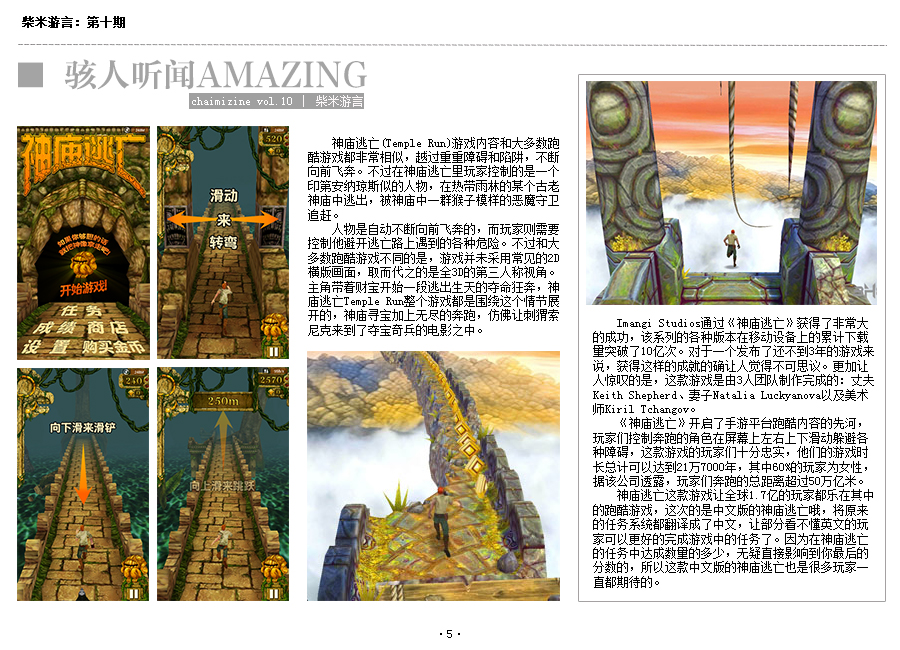 柴米游言：第十期
骇人听闻AMAZING
chaimizine vol.10 | 柴米游言
神庙逃亡
如果你够胆的话
就把神像拿走吧!
开始游戏!
任务
成绩 商店
设置 购买金币
520
滑动
来
转弯
240
向下滑来滑铲
2570
250m
向上滑来跳跃
神庙逃亡(Temple Run)游戏内容和大多数跑
酷游戏都非常相似，越过重重障碍和陷阱，不断
向前飞奔。不过在神庙逃亡里玩家控制的是一个
印第安纳琼斯似的人物，在热带雨林的某个古老
神庙中逃出，被神庙中一群猴子模样的恶魔守卫
追赶。
人物是自动不断向前飞奔的，而玩家则需要
控制他避开逃亡路上遇到的各种危险。不过和大
多数跑酷游戏不同的是，游戏并未采用常见的2D
横版画面，取而代之的是全3D的第三人称视角。
主角带着财宝开始一段逃出生天的夺命狂奔，神
庙逃亡Temple Run整个游戏都是围绕这个情节展
开的，神庙寻宝加上无尽的奔跑，仿佛让刺猬索
尼克来到了夺宝奇兵的电影之中。
Imangi Studios通过《神庙逃亡》获得了非常大
的成功，该系列的各种版本在移动设备上的累计下载
量突破了10亿次。对于一个发布了还不到3年的游戏来
说，获得这样的成就的确让人觉得不可思议。更加让
人惊叹的是，这款游戏是由3人团队制作完成的：丈夫
Keith Shepherd、妻子Natalia Luckyanova以及美术
师Kiril Tchangov。
《神庙逃亡》开启了手游平台跑酷内容的先河，
玩家们控制奔跑的角色在屏幕上左右上下滑动躲避各
种障碍，这款游戏的玩家们十分忠实，他们的游戏时
长总计可以达到21万7000年，其中60%的玩家为女性，
据该公司透露，玩家们奔跑的总距离超过50万亿米。
神庙逃亡这款游戏让全球1.7亿的玩家都乐在其中
的跑酷游戏，这次的是中文版的神庙逃亡哦，将原来
的任务系统都翻译成了中文，让部分看不懂英文的玩
家可以更好的完成游戏中的任务了。因为在神庙逃亡
的任务中达成数量的多少，无疑直接影响到你最后的
分数的，所以这款中文版的神庙逃亡也是很多玩家一
直都期待的。
·5·